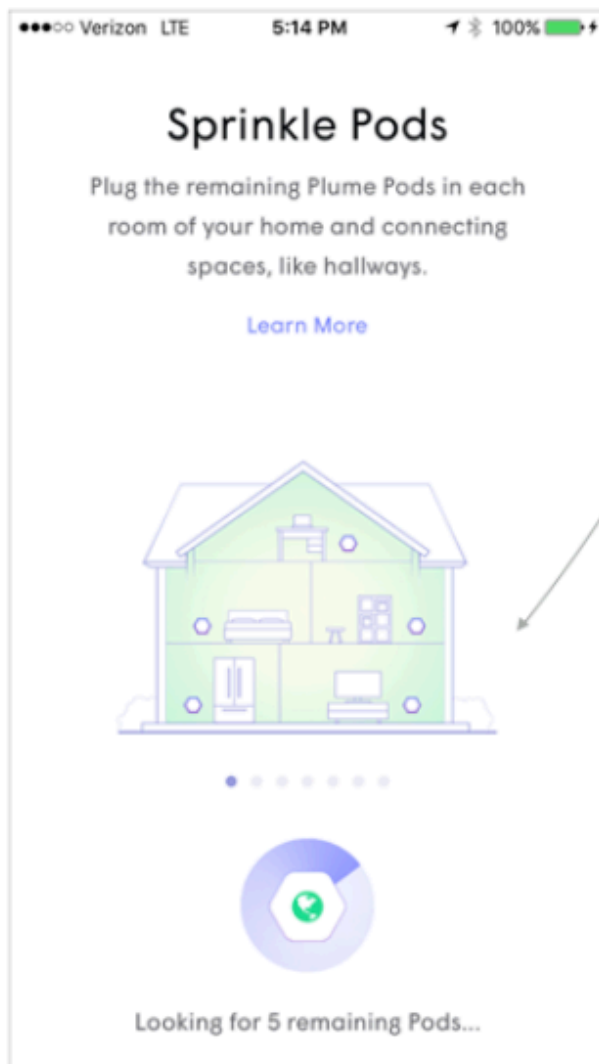 Verizon LTE 5:14 PM 100%
Sprinkle Pods
Plug the remaining Plume Pods in each
room of your home and connecting
spaces, like hallways.
Learn More
Looking for 5 remaining Pods...